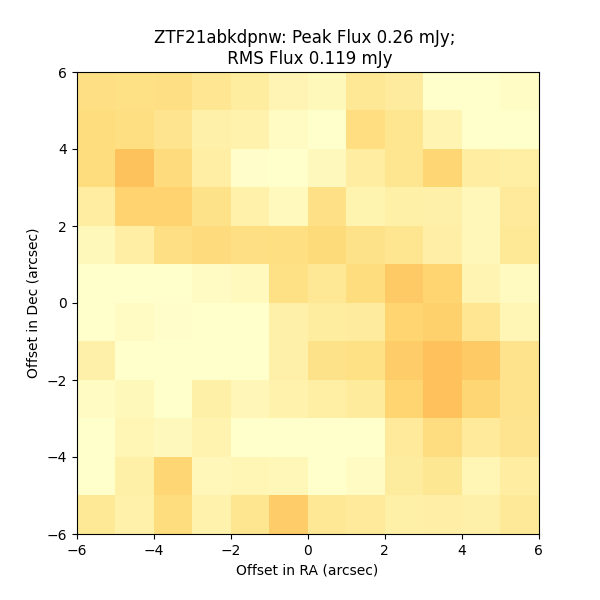 ZTF21abkdpnw: Peak Flux 0.26 mJy;
RMS Flux 0.119 mJy
6
4
2
0
−2
−4
−6
Offset in Dec (arcsec)
−6 −4 −2 0 2 4 6
Offset in RA (arcsec)